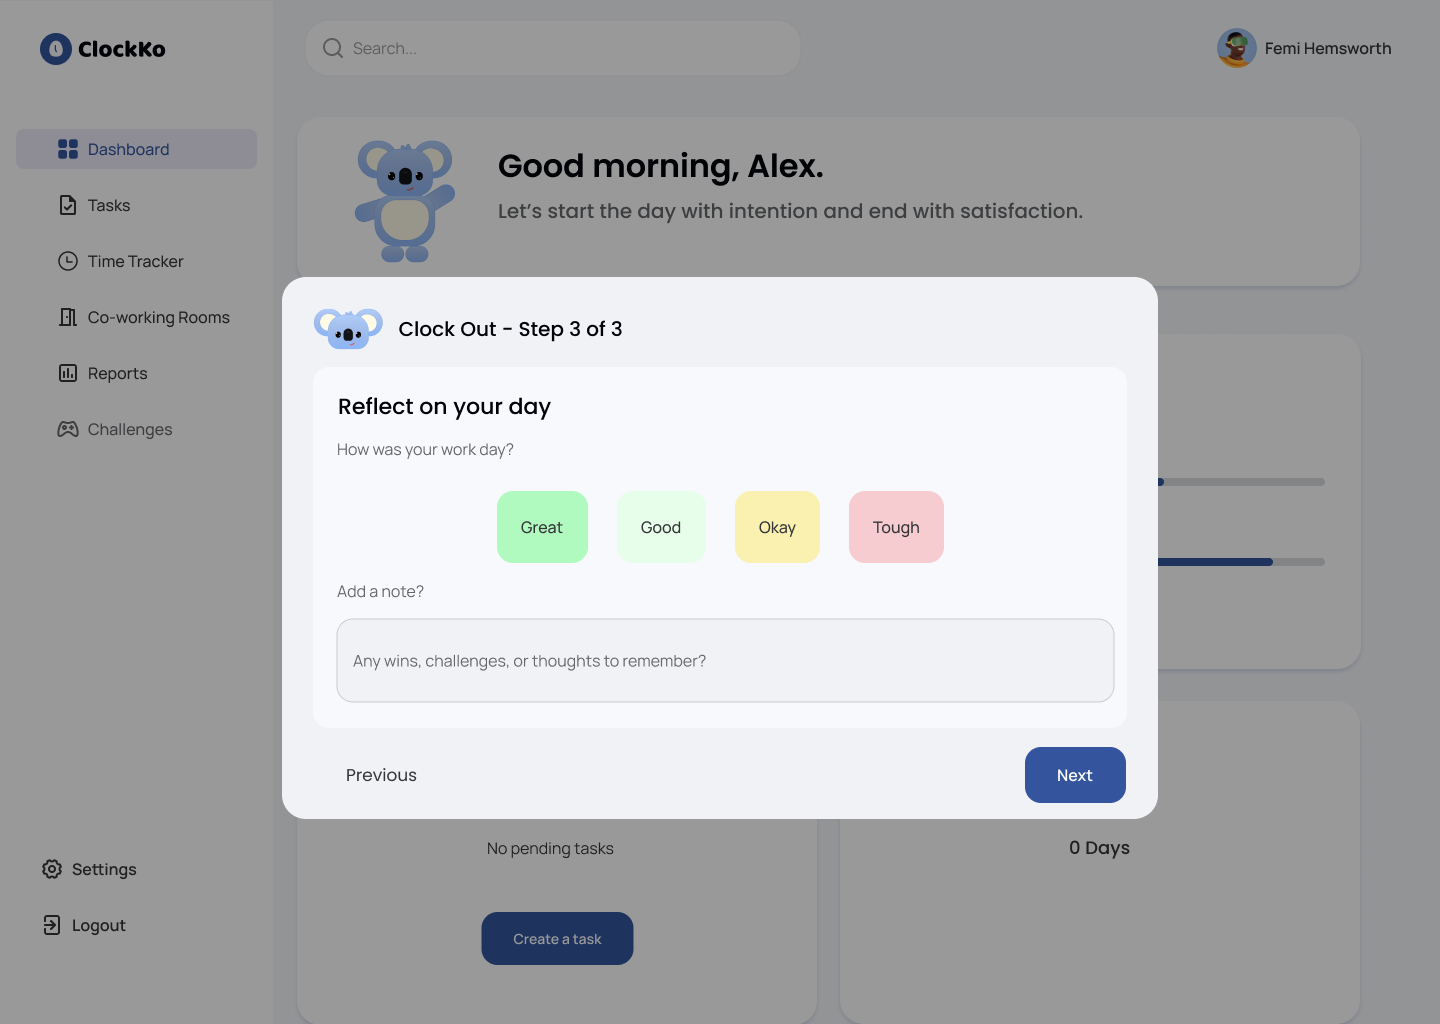 ClockKo
Search...
Femi Hemsworth
Dashboard
Tasks
Time Tracker
Co-working Rooms
Reports
Challenges
Settings
Logout
Good morning, Alex.
Let’s start the day with intention and end with satisfaction.
Clock Out - Step 3 of 3
Reflect on your day
How was your work day?
Great
Good
Okay
Tough
Add a note?
Any wins, challenges, or thoughts to remember?
Previous
Next
No pending tasks
Create a task
0 Days